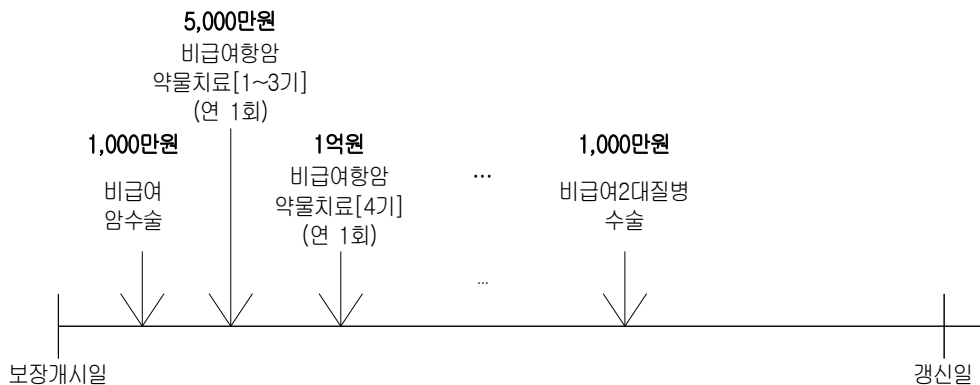 5,000만원
비급여항암
약물치료[1~3기]
(연 1회)
1,000만원
비급여
암수술
1억원
비급여항암
약물치료[4기]
(연 1회)
...
1,000만원
비급여2대질병
수술
...
보장개시일
갱신일